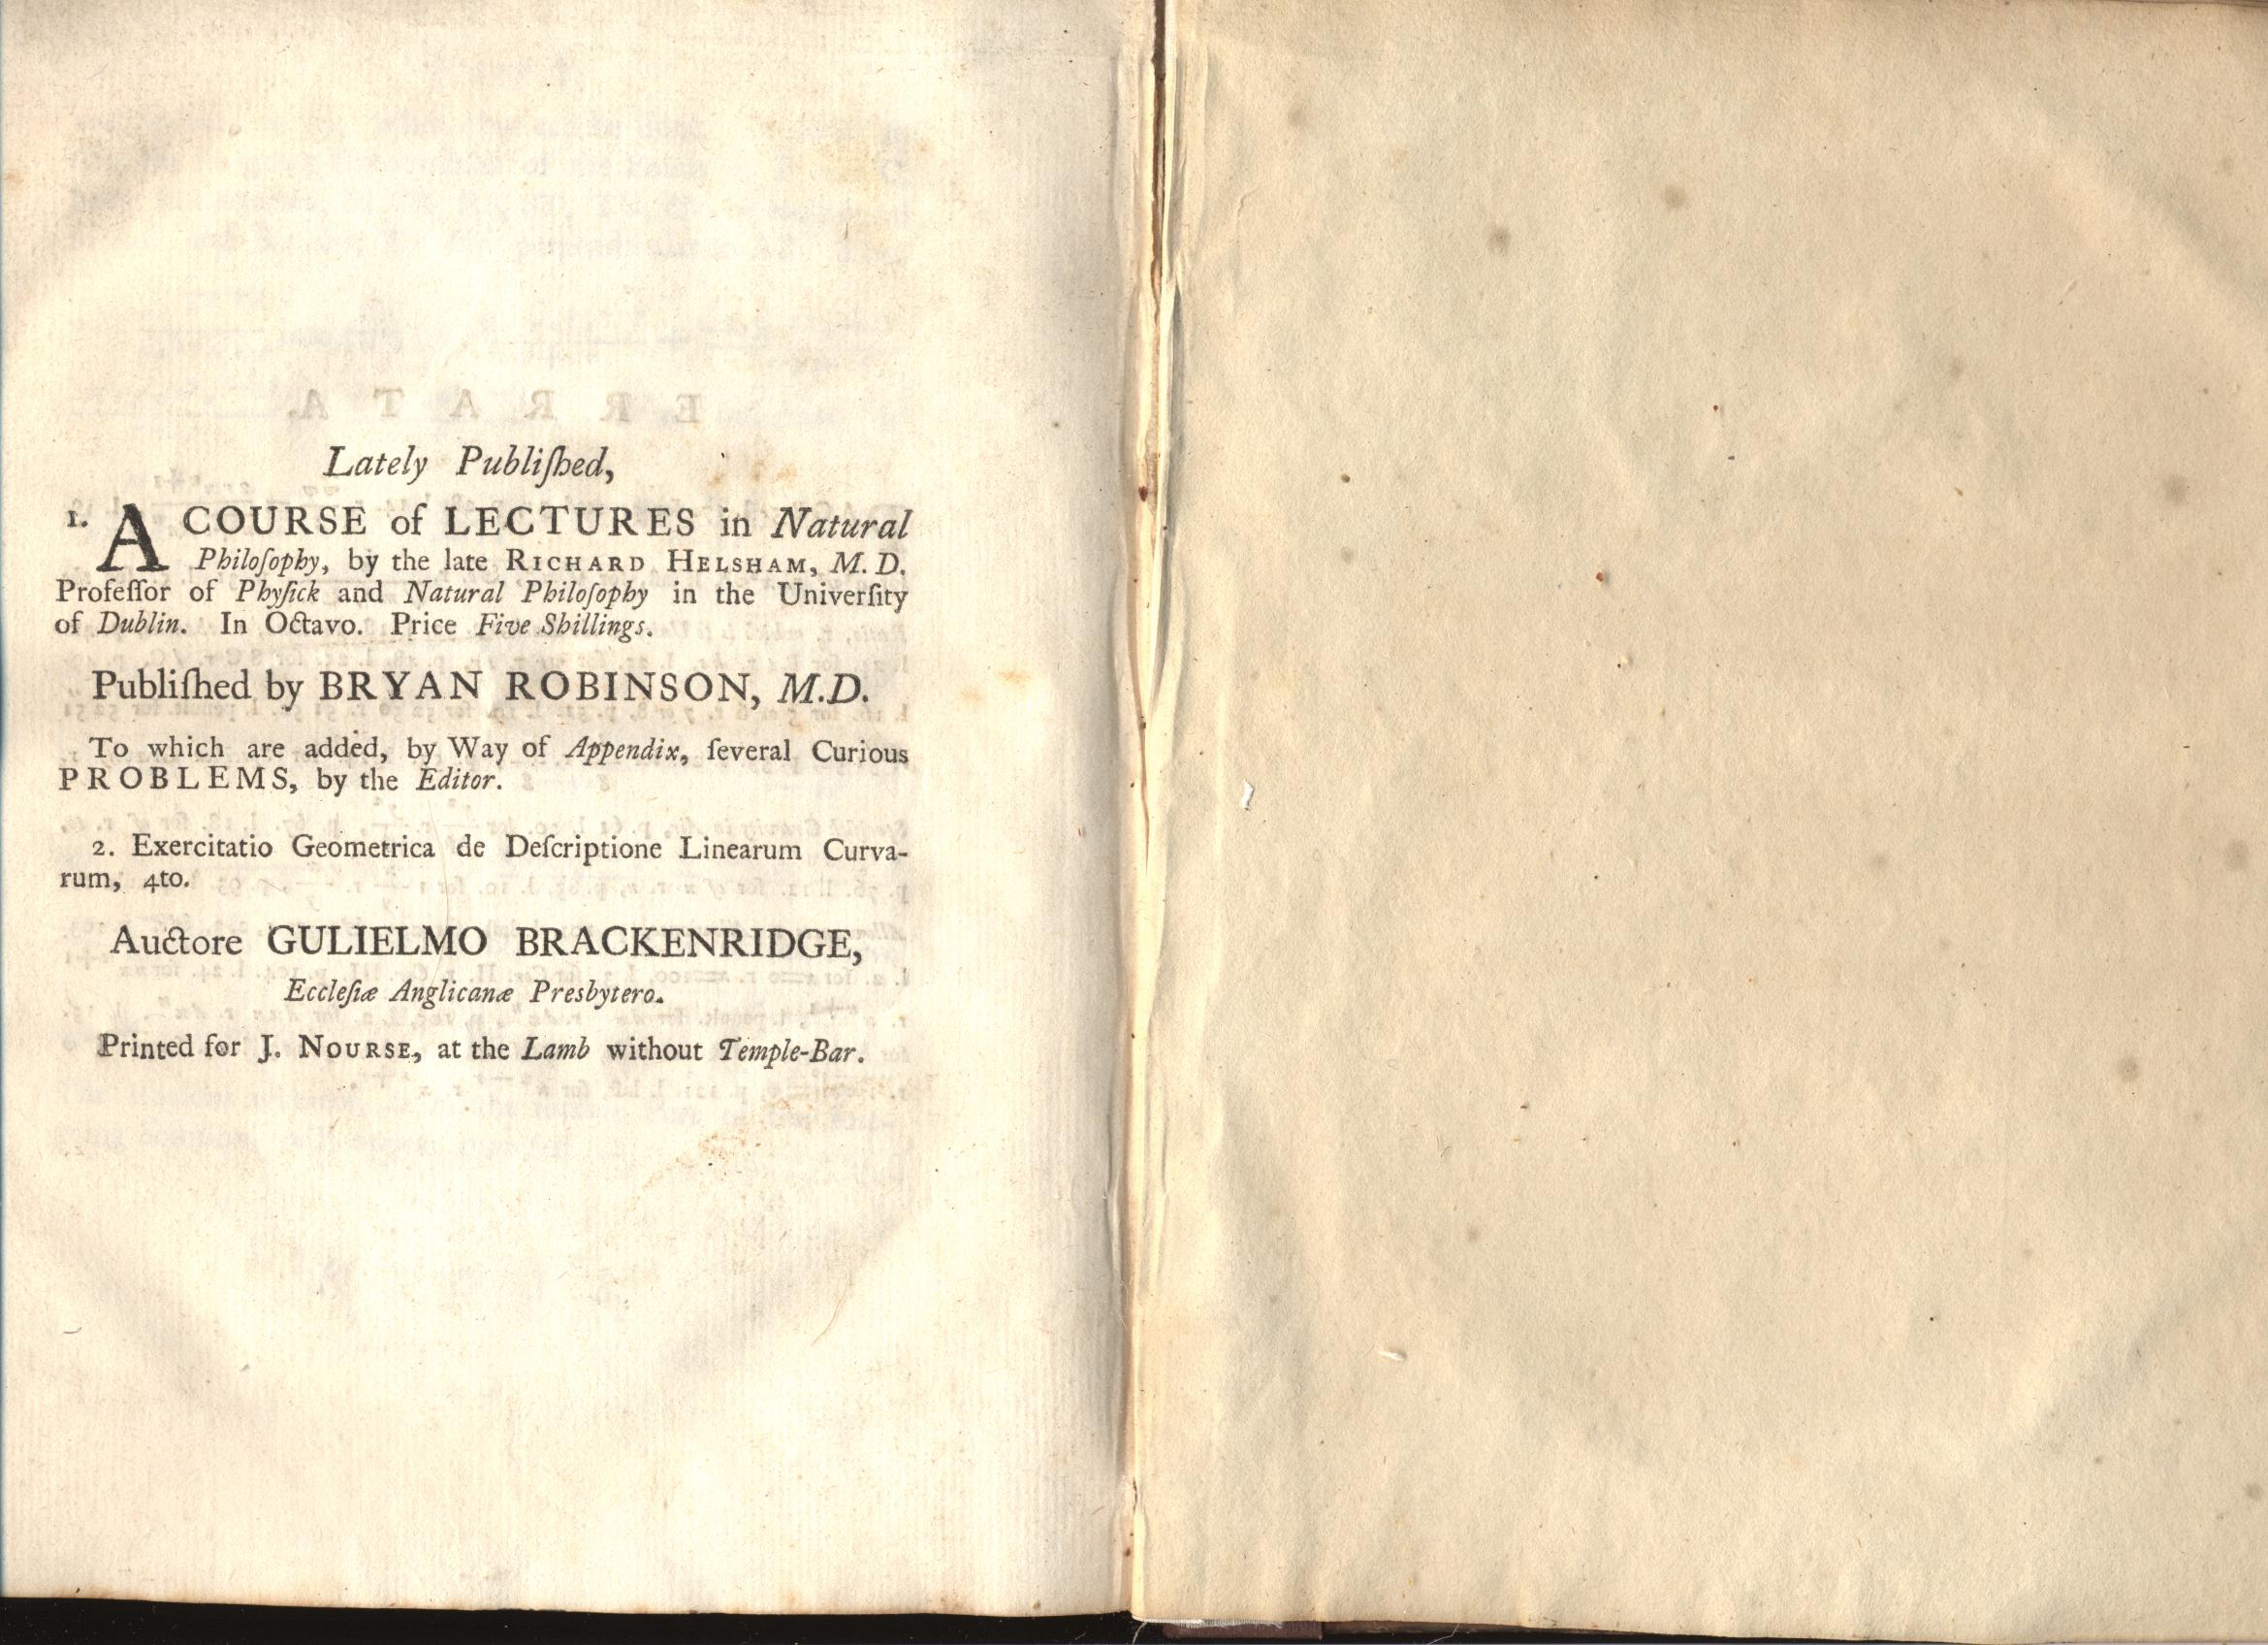 Lately Publiſhed,
1. A COURSE of LECTURES in Natural
Philoſophy, by the late RICHARD HELSHAM, M. D.
Profeſſor of Phyſick and Natural Philoſophy in the Univerſity
of Dublin. In Octavo. Price Five Shillings.
Publiſhed by BRYAN ROBINSON, M.D.
To which are added, by Way of Appendix, ſeveral Curious
PROBLEMS, by the Editor.
2. Exercitatio Geometrica de Deſcriptione Linearum Curva-
rum, 4to.
Auctore GULIELMO BRACKENRIDGE,
Eccleſiæ Anglicanæ Presbytero.
Printed for J. NOURSE, at the Lamb without Temple-Bar.